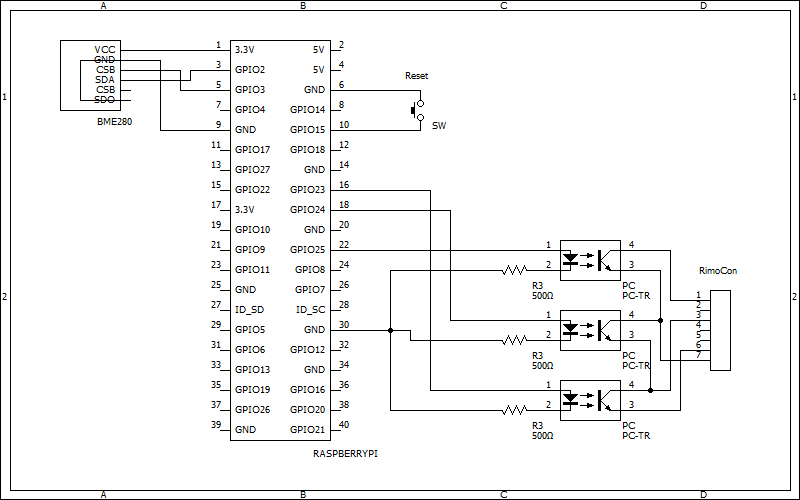 A B C D
1 1
2 2
VCC
GND
CSB
SDA
CSB
SDO
BME280
1 3.3V 5V 2
3 GPIO2 5V 4
5 GPIO3 GND 6
7 GPIO4 GPIO14 8
9 GND GPIO15 10
11 GPIO17 GPIO18 12
13 GPIO27 GND 14
15 GPIO22 GPIO23 16
17 3.3V GPIO24 18
19 GPIO10 GND 20
21 GPIO9 GPIO25 22
23 GPIO11 GPIO8 24
25 GND GPIO7 26
27 ID_SD ID_SC 28
29 GPIO5 GND 30
31 GPIO6 GPIO12 32
33 GPIO13 GND 34
35 GPIO19 GPIO16 36
37 GPIO26 GPIO20 38
39 GND GPIO21 40
RASPBERRYPI
Reset
SW
1 4
2 3
R3 PC
500Ω PC-TR
1 4
2 3
R3 PC
500Ω PC-TR
1 4
2 3
R3 PC
500Ω PC-TR
RimoCon
1
2
3
4
5
6
7
A B C D